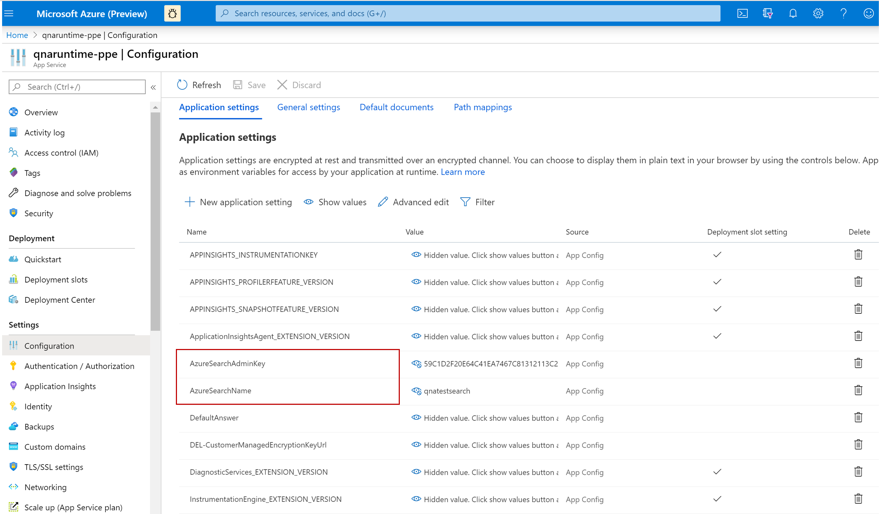 Microsoft Azure (Preview)
Search resources, services, and docs (G+/)
Home > qnaruntime-ppe | Configuration
qnaruntime-ppe | Configuration
App Service
Search (Ctrl+/)
«
Refresh Save Discard
Application settings General settings Default documents Path mappings
Overview
Activity log
Access control (IAM)
Tags
Diagnose and solve problems
Security
Deployment
Quickstart
Deployment slots
Deployment Center
Settings
Configuration
Authentication / Authorization
Application Insights
Identity
Backups
Custom domains
TLS/SSL settings
Networking
Scale up (App Service plan)
Application settings
Application settings are encrypted at rest and transmitted over an encrypted channel. You can choose to display them in plain text in your browser by using the controls below. App
as environment variables for access by your application at runtime. Learn more
New application setting Show values Advanced edit Filter
Name Value Source Deployment slot setting Delete
APPINSIGHTS_INSTRUMENTATIONKEY Hidden value. Click show values button a App Config
APPINSIGHTS_PROFILERFEATURE_VERSION Hidden value. Click show values button a App Config
APPINSIGHTS_SNAPSHOTFEATURE_VERSION Hidden value. Click show values button a App Config
ApplicationInsightsAgent_EXTENSION_VERSION Hidden value. Click show values button a App Config
AzureSearchAdminKey 59C1D2F20E64C41EA7467C81312113C2 App Config
AzureSearchName qnatestsearch App Config
DefaultAnswer Hidden value. Click show values button a App Config
DEL-CustomerManagedEncryptionKeyUrl Hidden value. Click show values button a App Config
DiagnosticServices_EXTENSION_VERSION Hidden value. Click show values button a App Config
InstrumentationEngine_EXTENSION_VERSION Hidden value. Click show values button a App Config